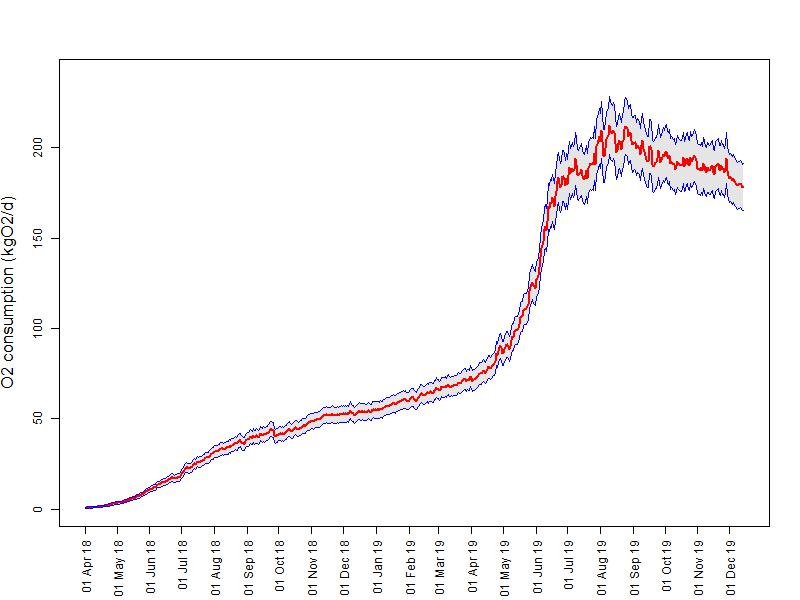 O2 consumption (kgO2/d)
200
150
100
50
0
01 Apr 18
01 May 18
01 Jun 18
01 Jul 18
01 Aug 18
01 Sep 18
01 Oct 18
01 Nov 18
01 Dec 18
01 Jan 19
01 Feb 19
01 Mar 19
01 Apr 19
01 May 19
01 Jun 19
01 Jul 19
01 Aug 19
01 Sep 19
01 Oct 19
01 Nov 19
01 Dec 19